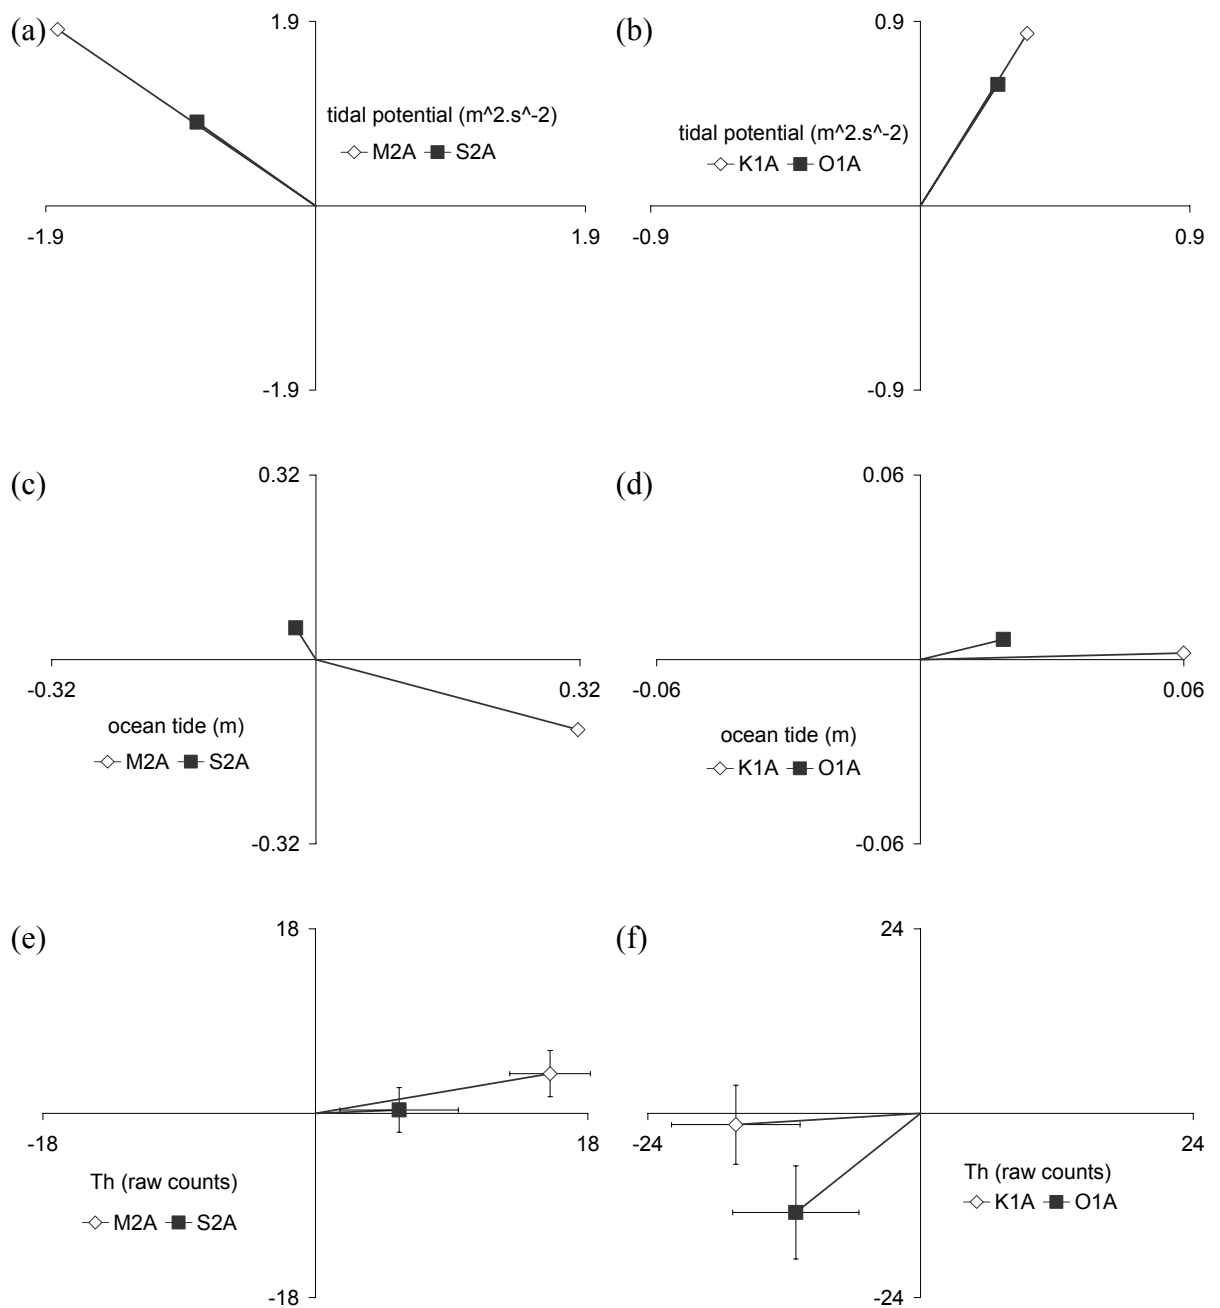 (a)
1.9
tidal potential (m^2.s^-2)
M2A S2A
-1.9
1.9
-1.9
(b)
0.9
tidal potential (m^2.s^-2)
K1A O1A
-0.9
0.9
-0.9
(c)
0.32
-0.32
0.32
ocean tide (m)
M2A S2A
-0.32
(d)
0.06
-0.06
0.06
ocean tide (m)
K1A O1A
-0.06
(e)
18
-18
18
Th (raw counts)
M2A S2A
-18
(f)
24
-24
24
Th (raw counts)
K1A O1A
-24